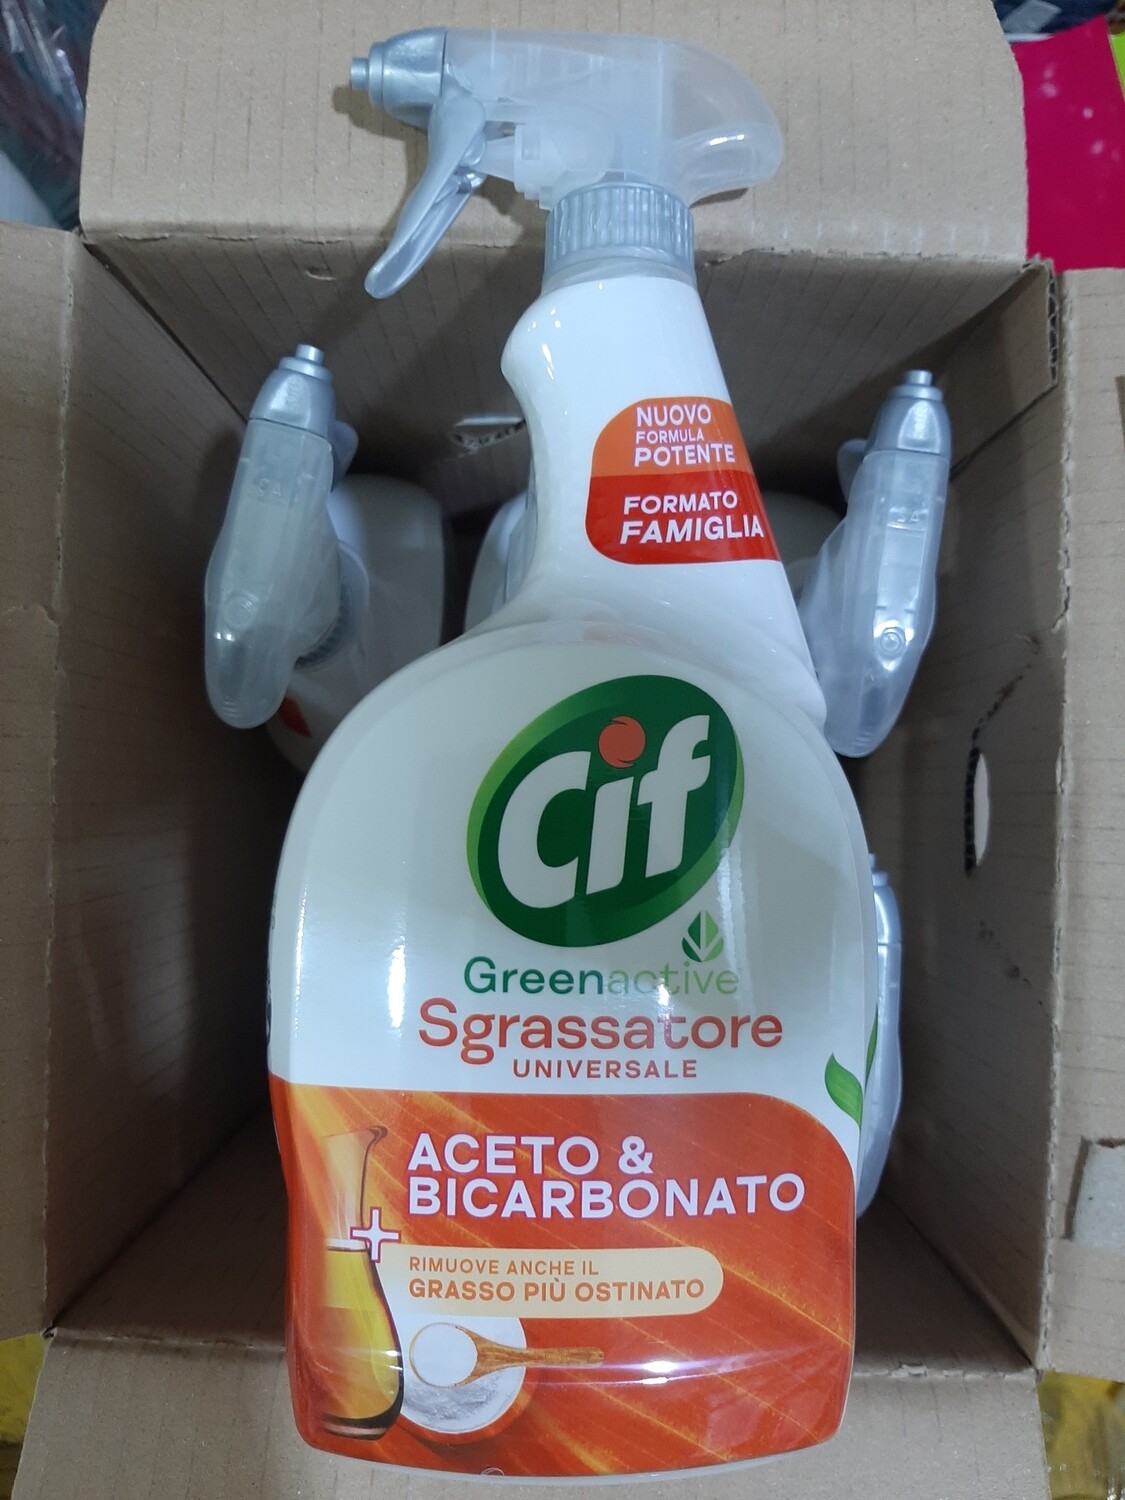 NUOVO
FORMULA
POTENTE
FORMATO
FAMIGLIA
Cif
Greenactive
Sgrassatore
UNIVERSALE
ACETO &
BICARBONATO
RIMUOVE ANCHE IL
GRASSO PIÙ OSTINATO